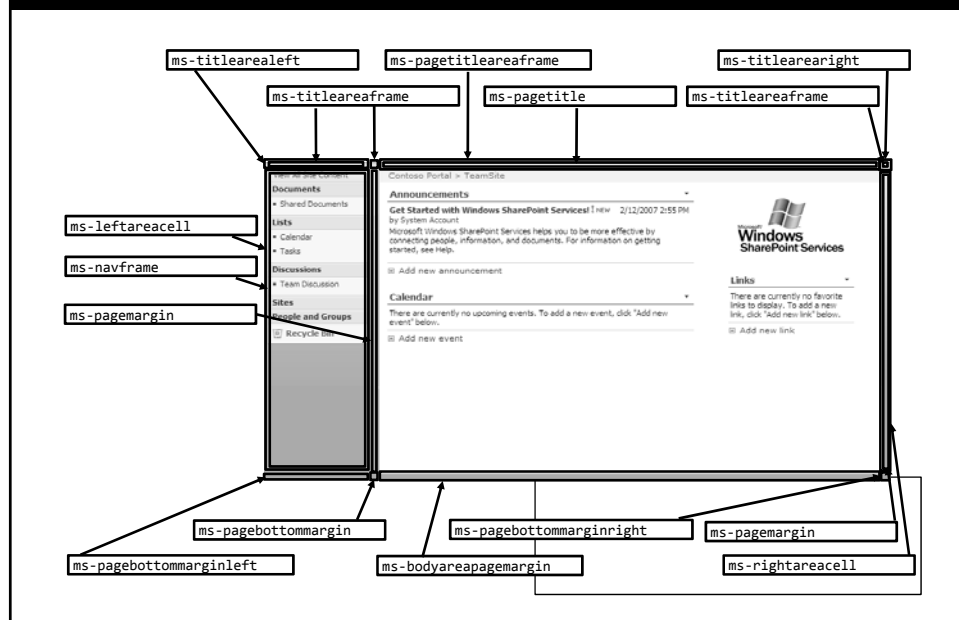 ms-titlearealeft
ms-pagetitleareaframe
ms-titlearearight
ms-titleareaframe
ms-pagetitle
ms-titleareaframe
View All Site Content
Documents
Shared Documents
Lists
Calendar
Tasks
Discussions
Team Discussion
Sites
People and Groups
Recycle Bin
ms-leftareacell
ms-navframe
ms-pagemargin
Contoso Portal > TeamSite
Announcements
Get Started with Windows SharePoint Services! NEW 2/12/2007 2:55 PM
by System Account
Microsoft Windows SharePoint Services helps you to be more effective by
connecting people, information, and documents. For information on getting
started, see Help.
Add new announcement
Calendar
There are currently no upcoming events. To add a new event, click "Add new
event" below.
Add new event
Microsoft
Windows
SharePoint Services
Links
There are currently no favorite
links to display. To add a new
link, click "Add new link" below.
Add new link
ms-pagebottommargin
ms-pagebottommarginright
ms-pagemargin
ms-pagebottommarginleft
ms-bodyareapagemargin
ms-rightareacell